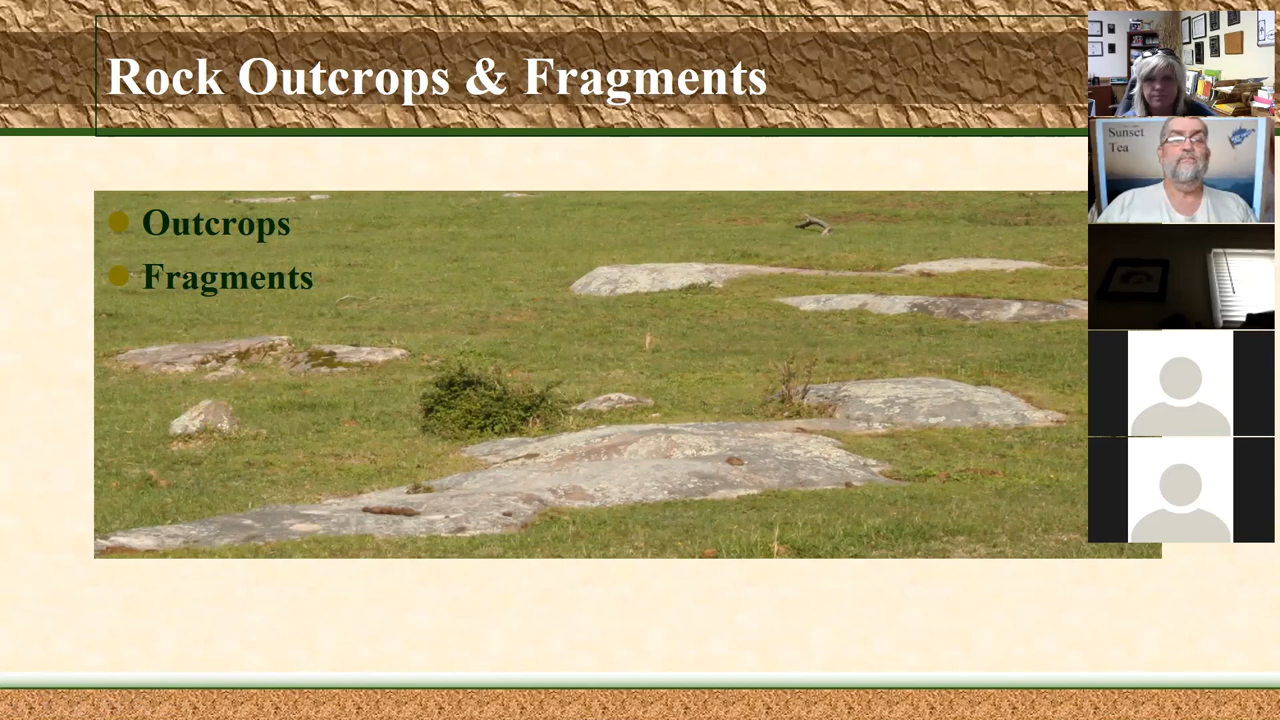 Rock Outcrops & Fragments
Outcrops
Fragments
Sunset
Tea